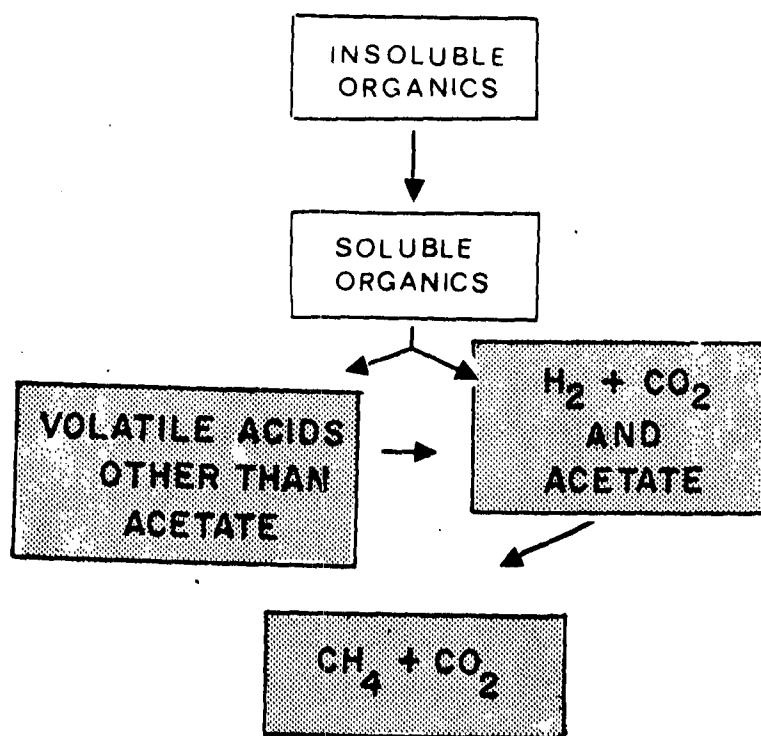 INSOLUBLE
ORGANICS
SOLUBLE
ORGANICS
VOLATILE ACIDS
OTHER THAN
ACETATE
H₂ + CO₂
AND
ACETATE
CH₄ + CO₂